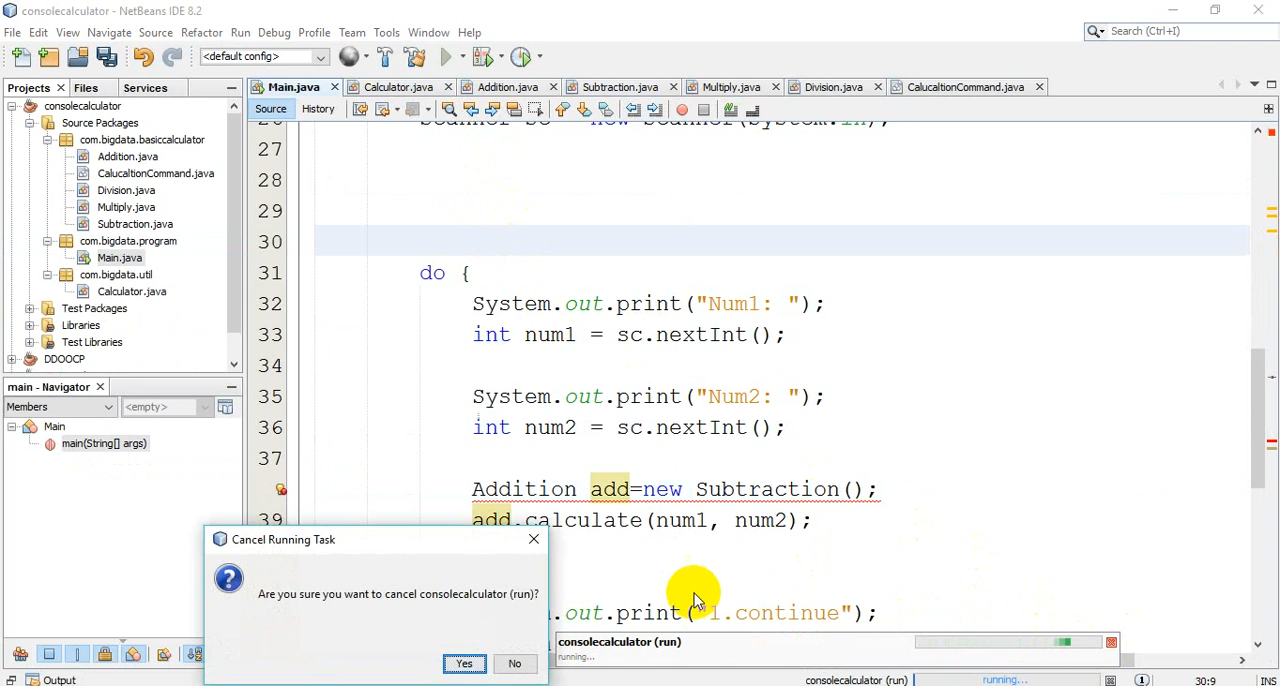 consolecalculator - NetBeans IDE 8.2
File Edit View Navigate Source Refactor Run Debug Profile Team Tools Window Help
Search (Ctrl+I)
<default config>
Projects Files Services
Main.java Calculator.java Addition.java Subtraction.java Multiply.java Division.java CalucaltionCommand.java
Source History
consolecalculator
Source Packages
com.bigdata.basiccalculator
Addition.java
CalucaltionCommand.java
Division.java
Multiply.java
Subtraction.java
com.bigdata.program
Main.java
com.bigdata.util
Calculator.java
Test Packages
Libraries
Test Libraries
DDOOCP
main - Navigator
Members <empty>
Main
main(String[] args)
26 Scanner sc = new Scanner(System.in);
27
28
29
30
31 do {
32 System.out.print("Num1: ");
33 int num1 = sc.nextInt();
34
35 System.out.print("Num2: ");
36 int num2 = sc.nextInt();
37
Addition add=new Subtraction();
39 add.calculate(num1, num2);
.out.print("1.continue");
Cancel Running Task
Are you sure you want to cancel consolecalculator (run)?
Yes No
consolecalculator (run)
running...
Output
consolecalculator (run) running... 1 30:9 INS